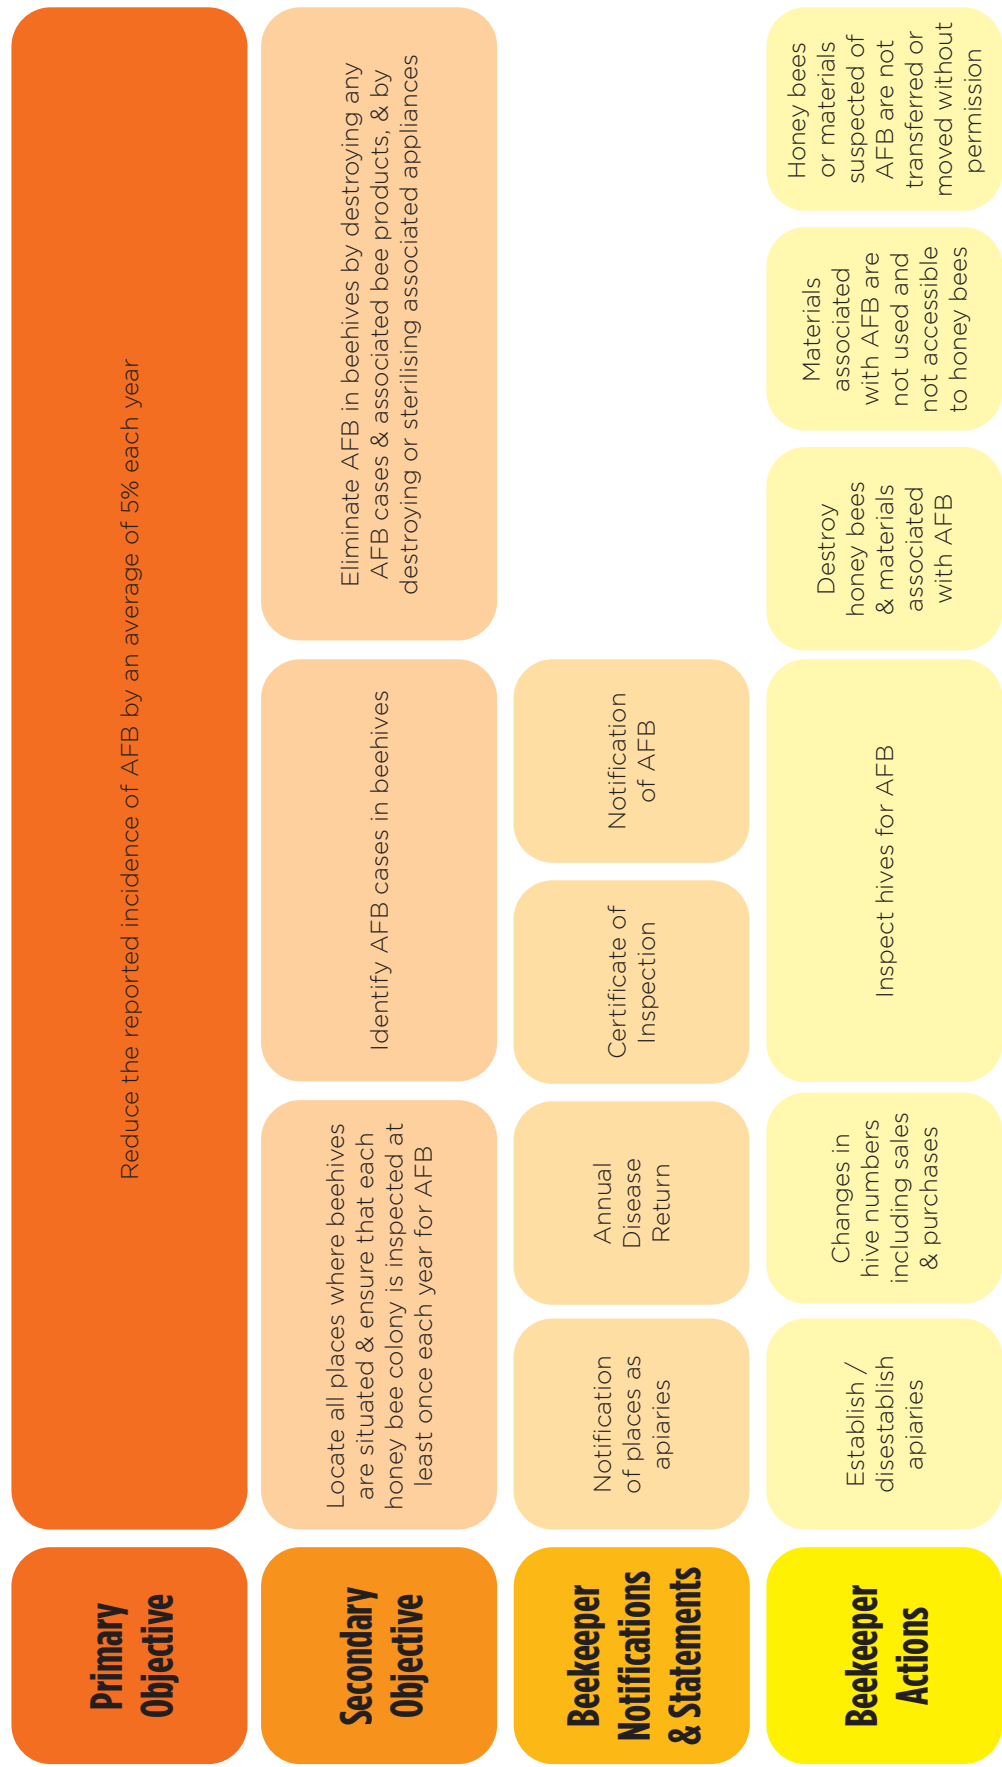 Primary
Objective
Reduce the reported incidence of AFB by an average of 5% each year
Secondary
Objective
Locate all places where beehives
are situated & ensure that each
honey bee colony is inspected at
least once each year for AFB
Identify AFB cases in beehives
Eliminate AFB in beehives by destroying any
AFB cases & associated bee products, & by
destroying or sterilising associated appliances
Beekeeper
Notifications
& Statements
Notification
of places as
apiaries
Annual
Disease
Return
Certificate of
Inspection
Notification
of AFB
Beekeeper
Actions
Establish /
disestablish
apiaries
Changes in
hive numbers
including sales
& purchases
Inspect hives for AFB
Destroy
honey bees
& materials
associated
with AFB
Materials
associated
with AFB are
not used and
not accessible
to honey bees
Honey bees
or materials
suspected of
AFB are not
transferred or
moved without
permission